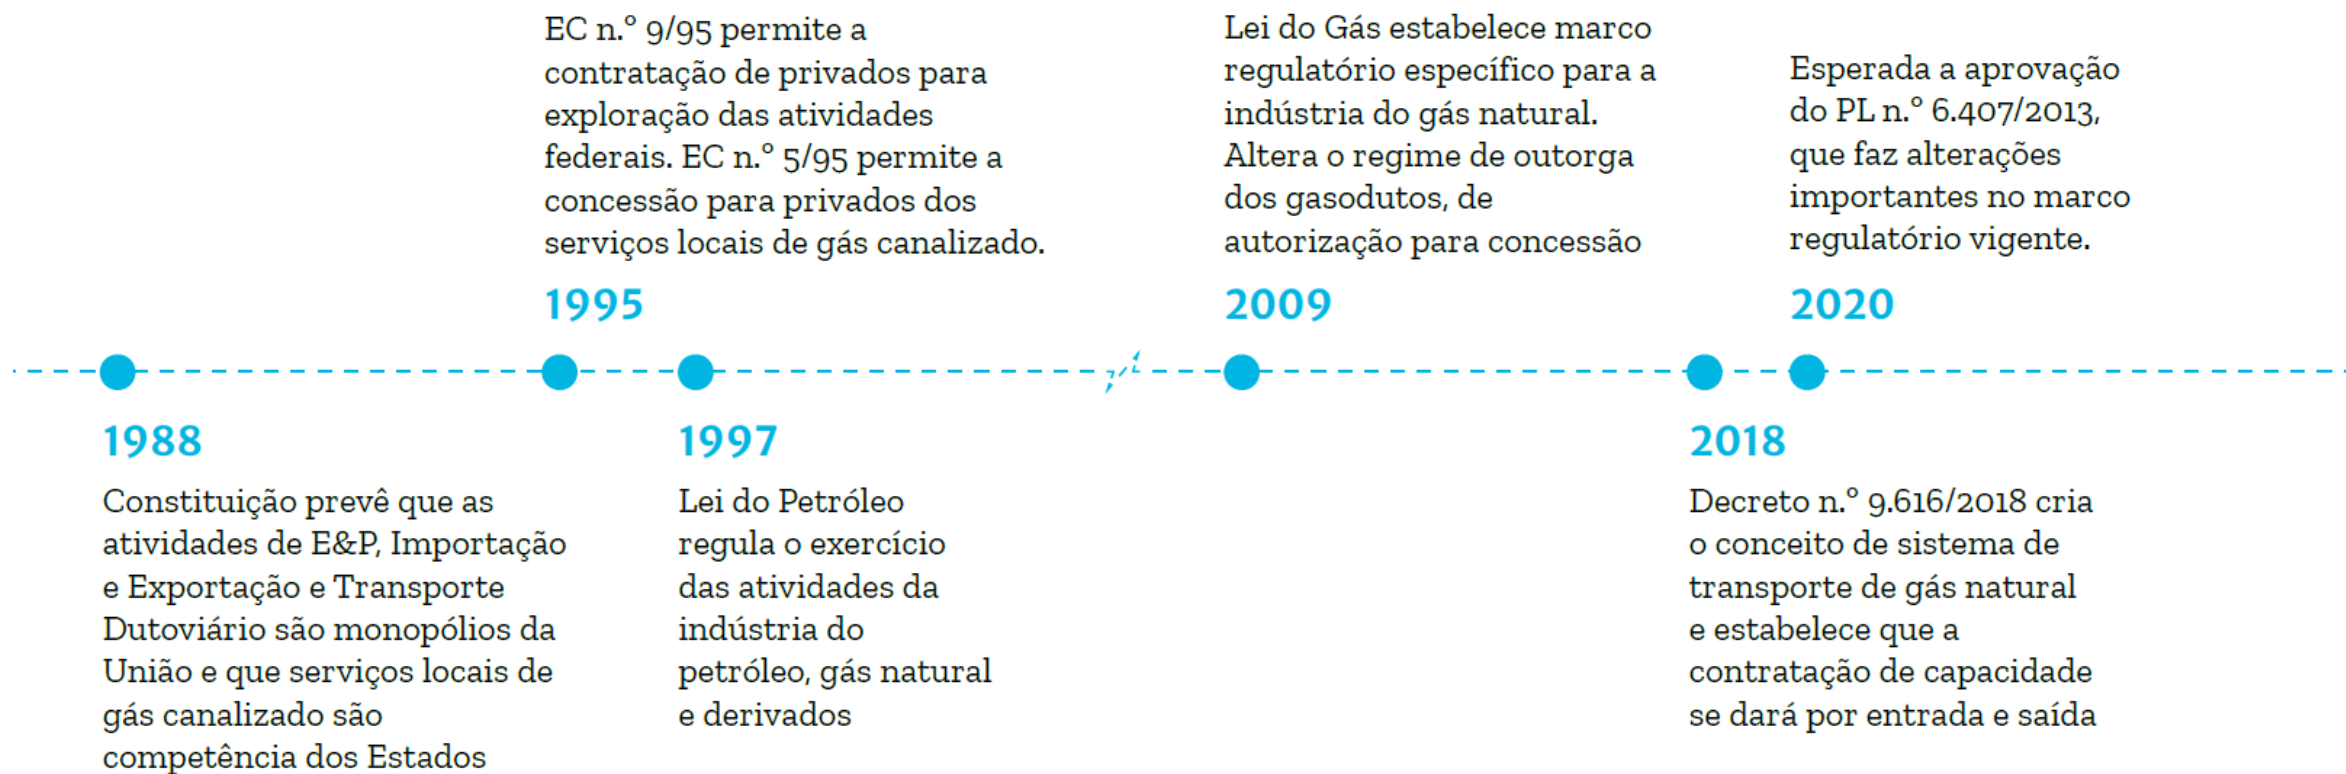 EC n.º 9/95 permite a
contratação de privados para
exploração das atividades
federais. EC n.º 5/95 permite a
concessão para privados dos
serviços locais de gás canalizado.
1995
Lei do Gás estabelece marco
regulatório específico para a
indústria do gás natural.
Altera o regime de outorga
dos gasodutos, de
autorização para concessão
2009
Esperada a aprovação
do PL n.º 6.407/2013,
que faz alterações
importantes no marco
regulatório vigente.
2020
1988
Constituição prevê que as
atividades de E&P, Importação
e Exportação e Transporte
Dutoviário são monopólios da
União e que serviços locais de
gás canalizado são
competência dos Estados
1997
Lei do Petróleo
regula o exercício
das atividades da
indústria do
petróleo, gás natural
e derivados
2018
Decreto n.º 9.616/2018 cria
o conceito de sistema de
transporte de gás natural
e estabelece que a
contratação de capacidade
se dará por entrada e saída